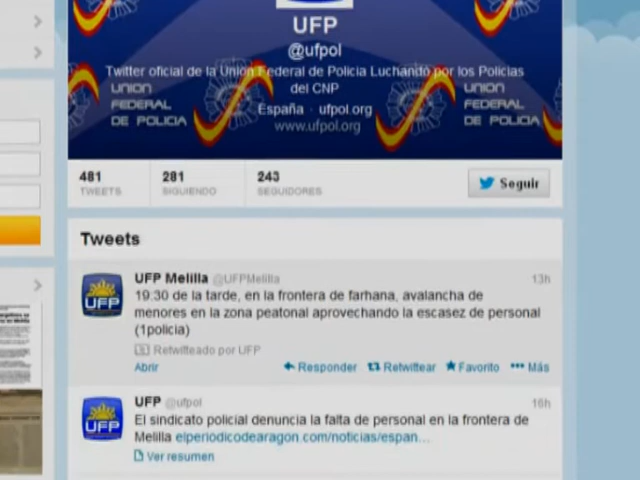 UFP
@ufpol
Twitter oficial de la Unión Federal de Policia Luchando por los Policias
del CNP
España · ufpol.org
www.ufpol.org
UNION
FEDERAL
DE POLICIA
UNION
FEDERAL
DE POLICIA
481
TWEETS
281
SIGUIENDO
243
SEGUIDORES
Seguir
Tweets
UFP Melilla @UFPMelilla 13h
19:30 de la tarde, en la frontera de farhana, avalancha de
menores en la zona peatonal aprovechando la escasez de personal
(1policia)
Retwitteado por UFP
Abrir Responder Retwittear Favorito Más
UFP
UFP @ufpol 16h
El sindicato policial denuncia la falta de personal en la frontera de
Melilla elperiodicodearagon.com/noticias/espan...
Ver resumen
UFP